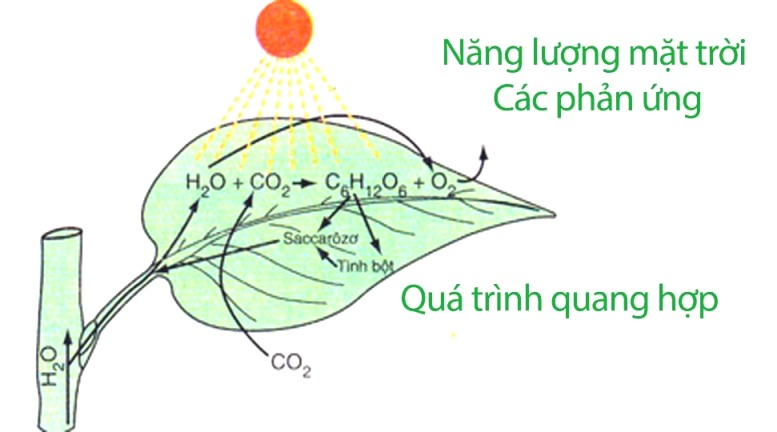 Năng lượng mặt trời
Các phản ứng
H₂O + CO₂ → C₆H₁₂O₆ + O₂
Saccarôzơ
Tinh bột
Quá trình quang hợp
H₂O
CO₂